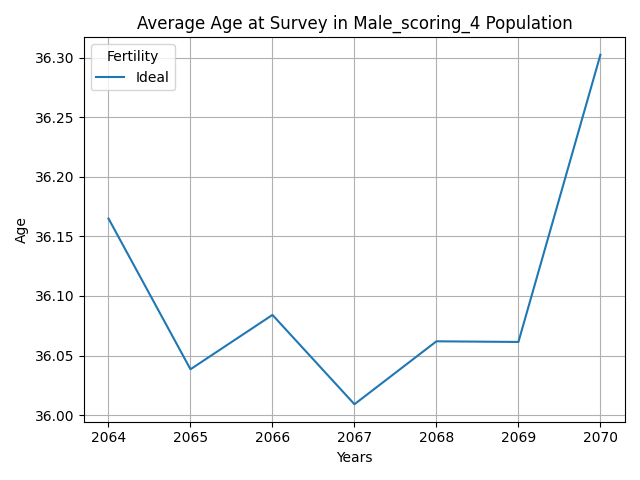 Average Age at Survey in Male_scoring_4 Population
Fertility
Ideal
36.30
36.25
36.20
36.15
36.10
36.05
36.00
Age
2064 2065 2066 2067 2068 2069 2070
Years